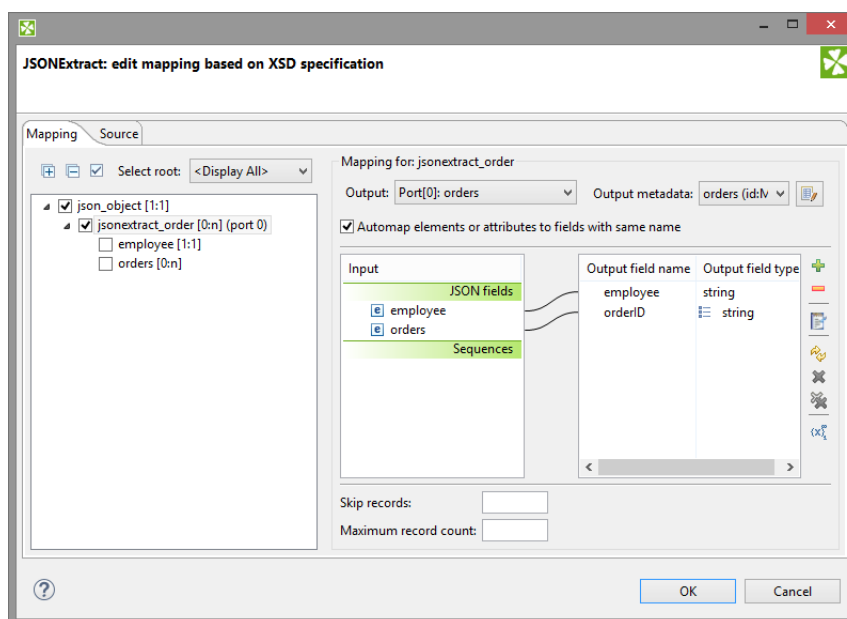 JSONExtract: edit mapping based on XSD specification
Mapping
Source
Select root:
<Display All>
json_object [1:1]
jsonextract_order [0:n] (port 0)
employee [1:1]
orders [0:n]
Mapping for: jsonextract_order
Output: Port[0]: orders
Output metadata: orders (id:M
Automap elements or attributes to fields with same name
Input
JSON fields
e employee
e orders
Sequences
Output field name Output field type
employee string
orderID string
{x}
Skip records:
Maximum record count:
?
OK
Cancel